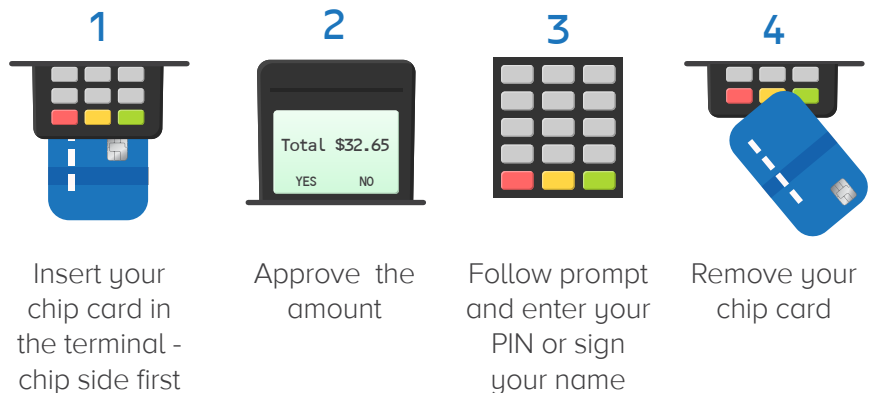 1
2
3
4
Total $32.65
YES NO
Insert your
chip card in
the terminal -
chip side first
Approve the
amount
Follow prompt
and enter your
PIN or sign
your name
Remove your
chip card